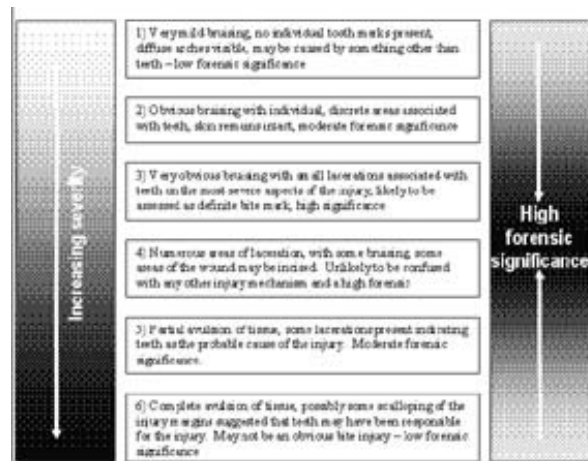 1) Very mild bruising, no individual tooth marks present,
diffuse arches visible, may be caused by something other than
teeth – low forensic significance
2) Obvious bruising with individual, discrete areas associated
with teeth, skin remains intact, moderate forensic significance
3) Very obvious bruising with small lacerations associated with
teeth on the most severe aspects of the injury, likely to be
assessed as definite bite mark, high significance
4) Numerous areas of laceration, with some bruising, some
areas of the wound may be incised. Unlikely to be confused
with any other injury mechanism and a high forensic
5) Partial avulsion of tissue, some lacerations present indicating
teeth as the probable cause of the injury. Moderate forensic
significance.
6) Complete avulsion of tissue, possibly some scalloping of the
injury margins suggested that teeth may have been responsible
for the injury. May not be an obvious bite injury – low forensic
significance
Increasing severity
High
forensic
significance